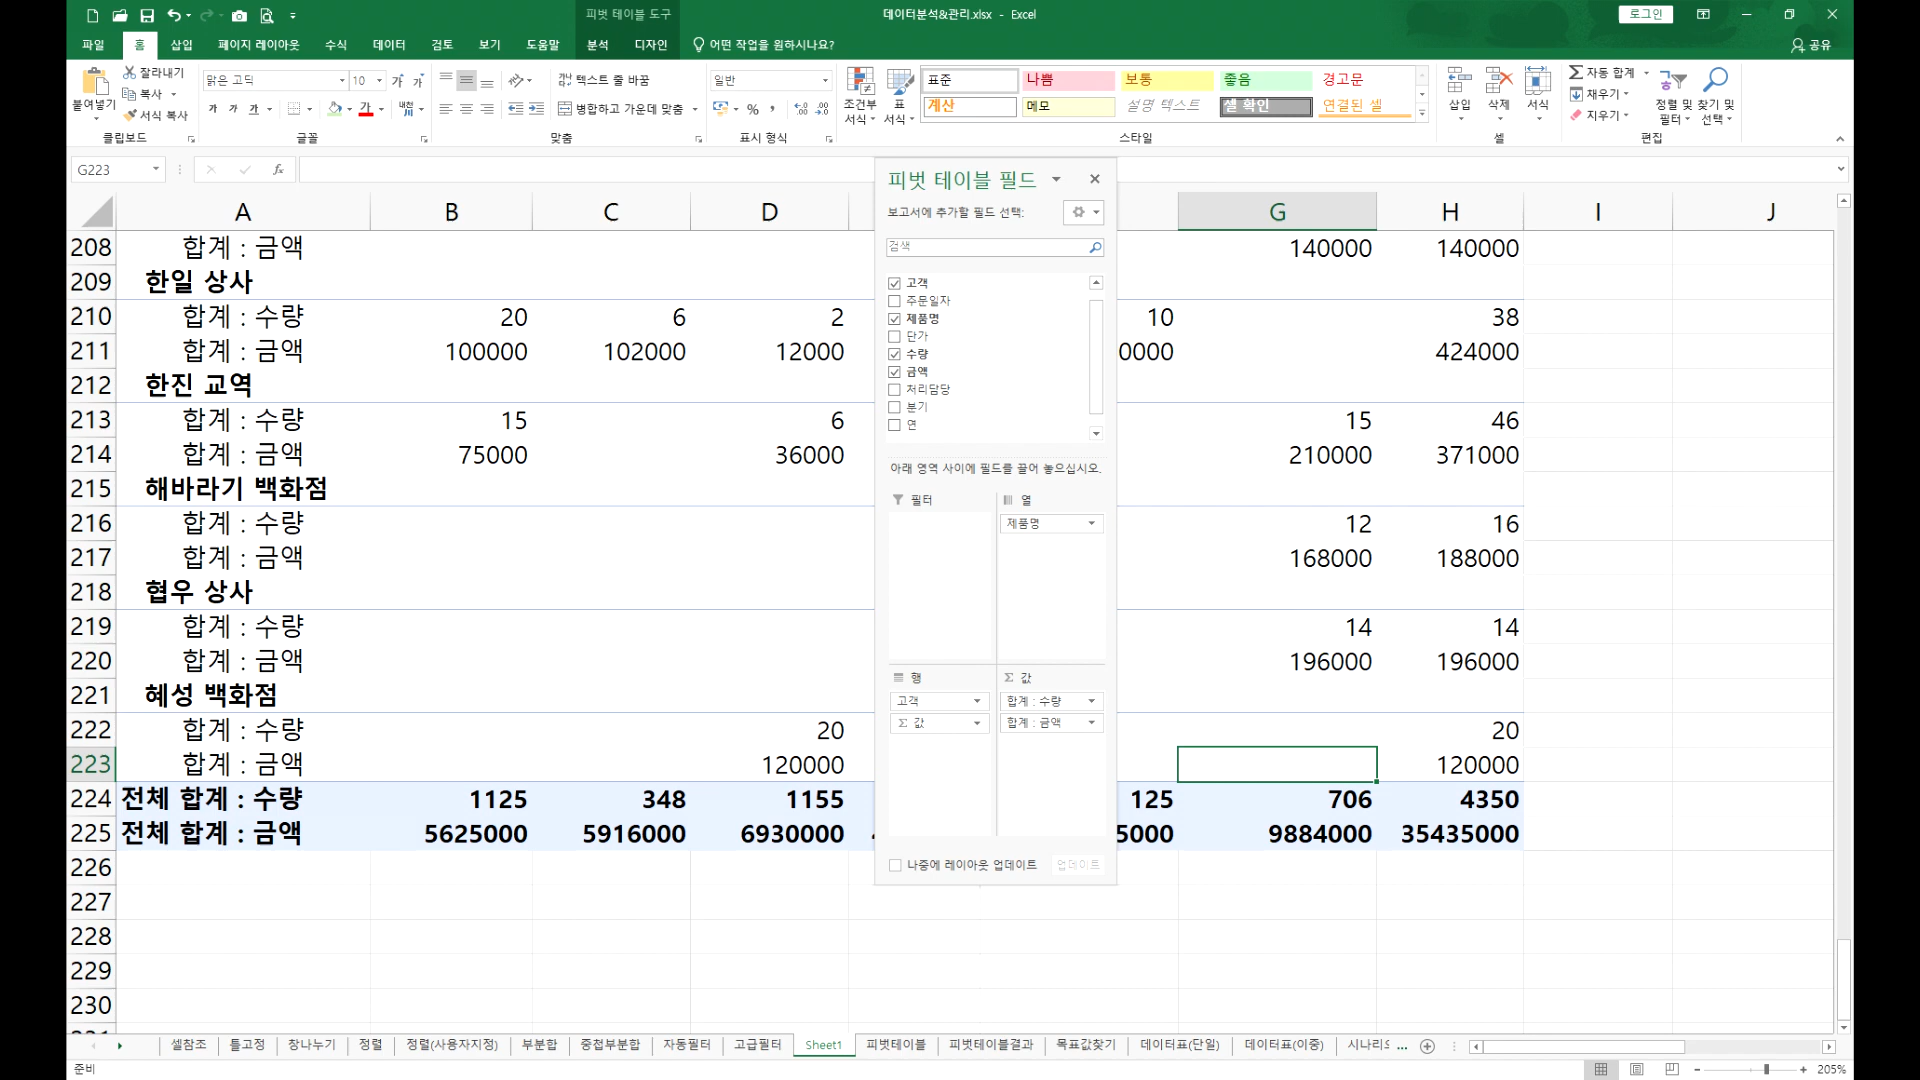 피벗 테이블 도구
데이터분석&관리.xlsx - Excel
로그인
파일 홈 삽입 페이지 레이아웃 수식 데이터 검토 보기 도움말 분석 디자인 어떤 작업을 원하시나요? 공유
붙여넣기
잘라내기
복사
서식 복사
클립보드
맑은 고딕 10
가 가
가 가 가 가 내천
글꼴
텍스트 줄 바꿈
병합하고 가운데 맞춤
맞춤
일반
% ,
표시 형식
조건부 서식
표 서식
표준 나쁨 보통 좋음 경고문
계산 메모 설명 텍스트 셀 확인 연결된 셀
스타일
삽입 삭제 서식
셀
자동 합계
채우기
지우기
정렬 및 필터
찾기 및 선택
편집
G223
fx
A B C D G H I J
208 합계 : 금액 140000 140000
209 한일 상사
210 합계 : 수량 20 6 2 10 38
211 합계 : 금액 100000 102000 12000 0000 424000
212 한진 교역
213 합계 : 수량 15 6 15 46
214 합계 : 금액 75000 36000 210000 371000
215 해바라기 백화점
216 합계 : 수량 12 16
217 합계 : 금액 168000 188000
218 협우 상사
219 합계 : 수량 14 14
220 합계 : 금액 196000 196000
221 혜성 백화점
222 합계 : 수량 20 20
223 합계 : 금액 120000 120000
224 전체 합계 : 수량 1125 348 1155 125 706 4350
225 전체 합계 : 금액 5625000 5916000 6930000 5000 9884000 35435000
226
227
228
229
230
피벗 테이블 필드
보고서에 추가할 필드 선택:
검색
고객
주문일자
제품명
단가
수량
금액
처리담당
분기
연
아래 영역 사이에 필드를 끌어 놓으십시오.
필터
열
제품명
행
고객
Σ 값
Σ 값
합계 : 수량
합계 : 금액
나중에 레이아웃 업데이트 업데이트
셀참조 틀고정 창나누기 정렬 정렬(사용자지정) 부분합 중첩부분합 자동필터 고급필터 Sheet1 피벗테이블 피벗테이블결과 목표값찾기 데이터표(단일) 데이터표(이중) 시나리오 ...
준비
205%